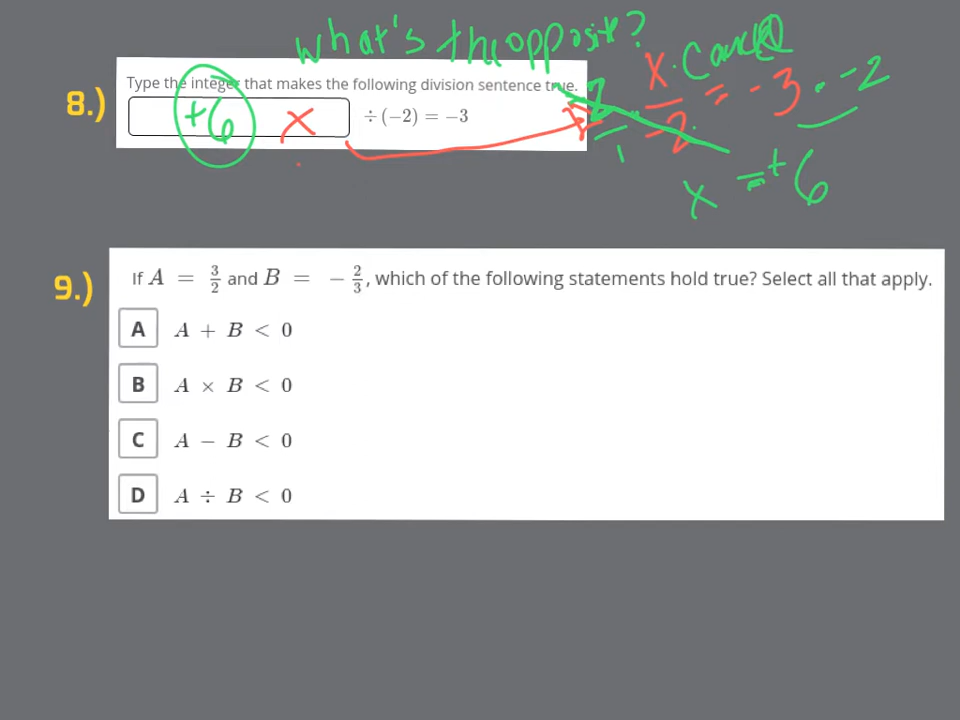 what's the opposite?
x · Cancel
8.) Type the integer that makes the following division sentence true.
+6 x ÷ (−2) = −3
x/-2 = -3 · -2
1
x = +6
9.) If A = 3/2 and B = − 2/3, which of the following statements hold true? Select all that apply.
A A + B < 0
B A × B < 0
C A − B < 0
D A ÷ B < 0